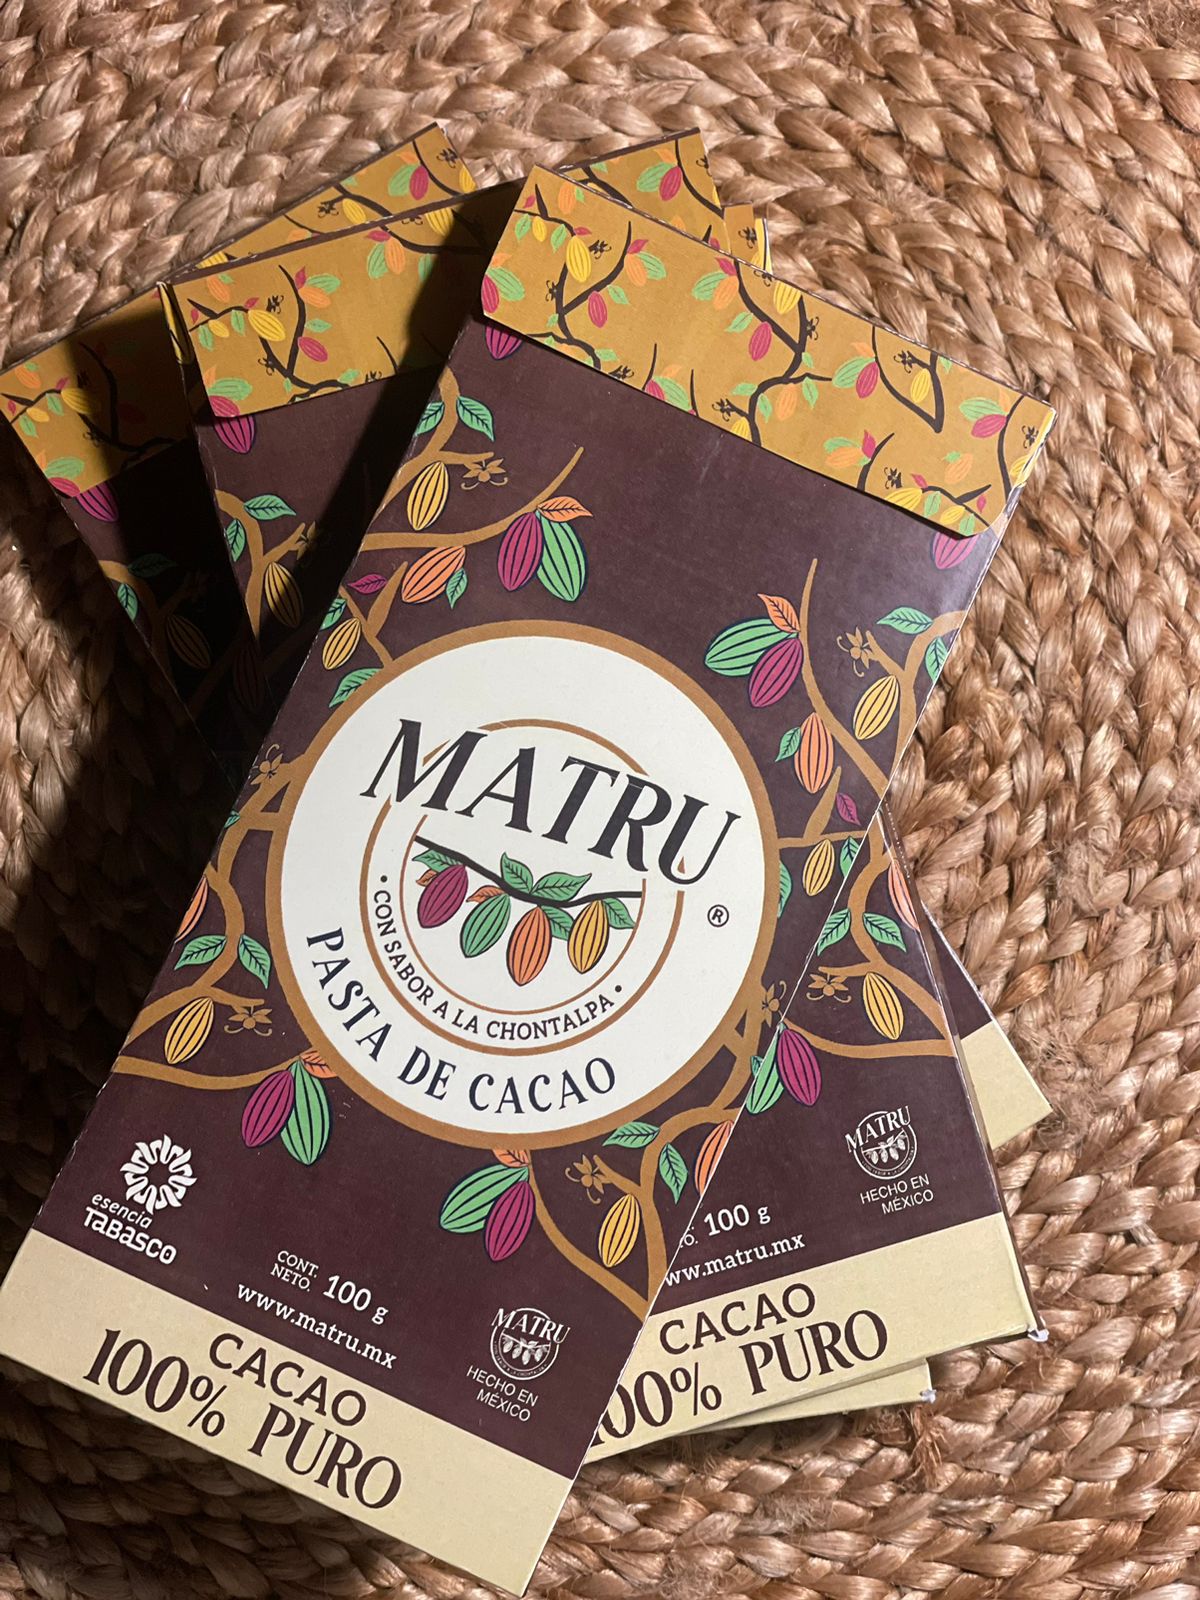 MATRU
®
• CON SABOR A LA CHONTALPA •
PASTA DE CACAO
esencia
TABASCO
CONT.
NETO. 100 g
www.matru.mx
MATRU
HECHO EN
MÉXICO
CACAO
100% PURO
MATRU
HECHO EN
MÉXICO
100 g
www.matru.mx
CACAO
100% PURO